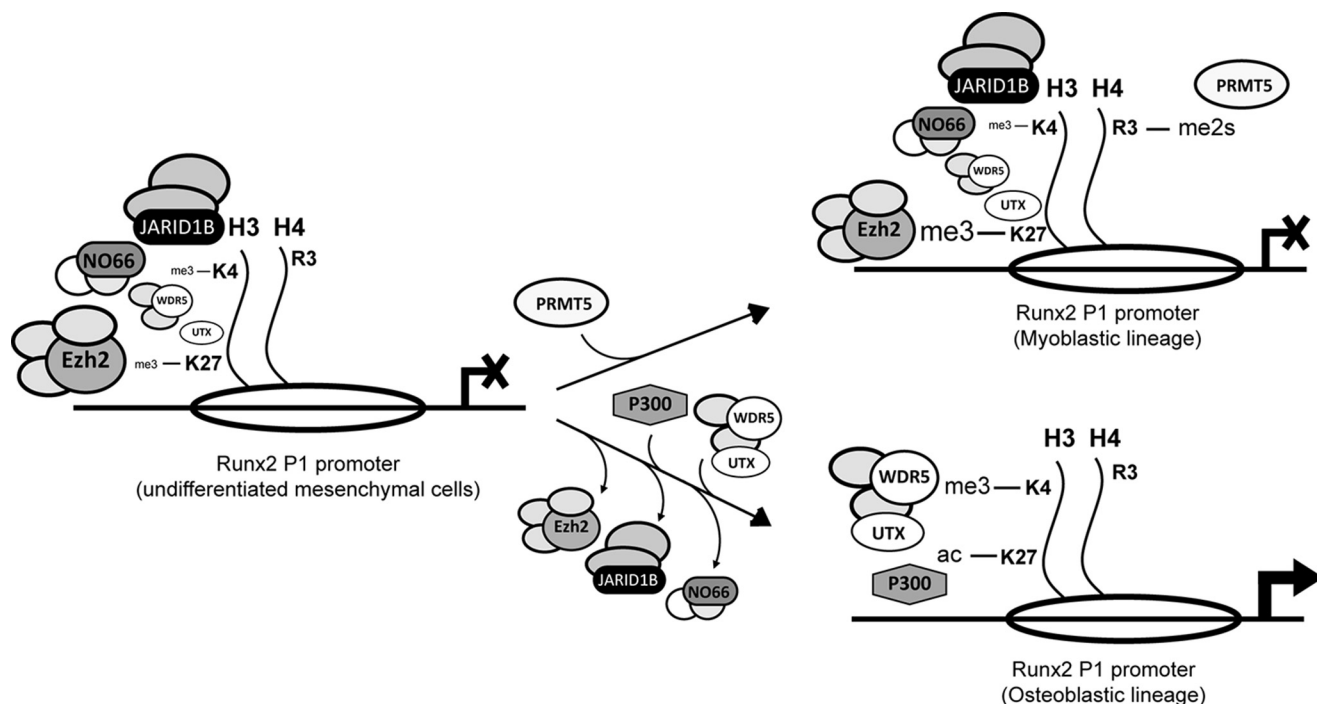 JARID1B H3 H4
NO66
me3 K4
R3
WDR5
UTX
Ezh2
me3 K27
Runx2 P1 promoter
(undifferentiated mesenchymal cells)
PRMT5
P300
WDR5
UTX
Ezh2
JARID1B
NO66
JARID1B H3 H4
PRMT5
NO66
me3 K4
R3 me2s
WDR5
UTX
Ezh2 me3 K27
Runx2 P1 promoter
(Myoblastic lineage)
H3 H4
WDR5
me3 K4
R3
UTX
ac K27
P300
Runx2 P1 promoter
(Osteoblastic lineage)